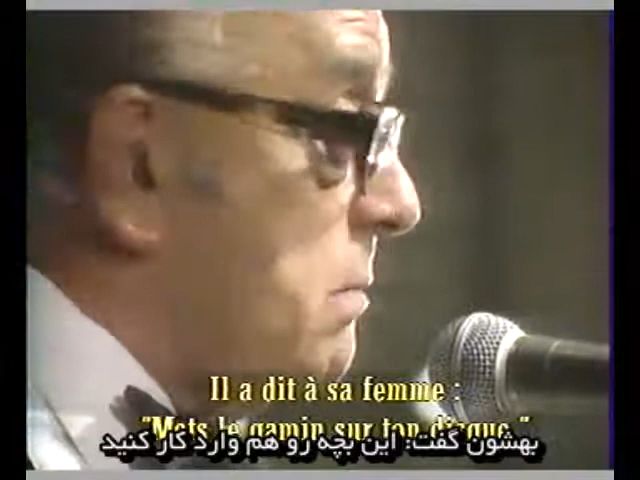 Il a dit à sa femme :
"Mets le gamin sur ton disque."
بهشون گفت: این بچه رو هم وارد کار کنید